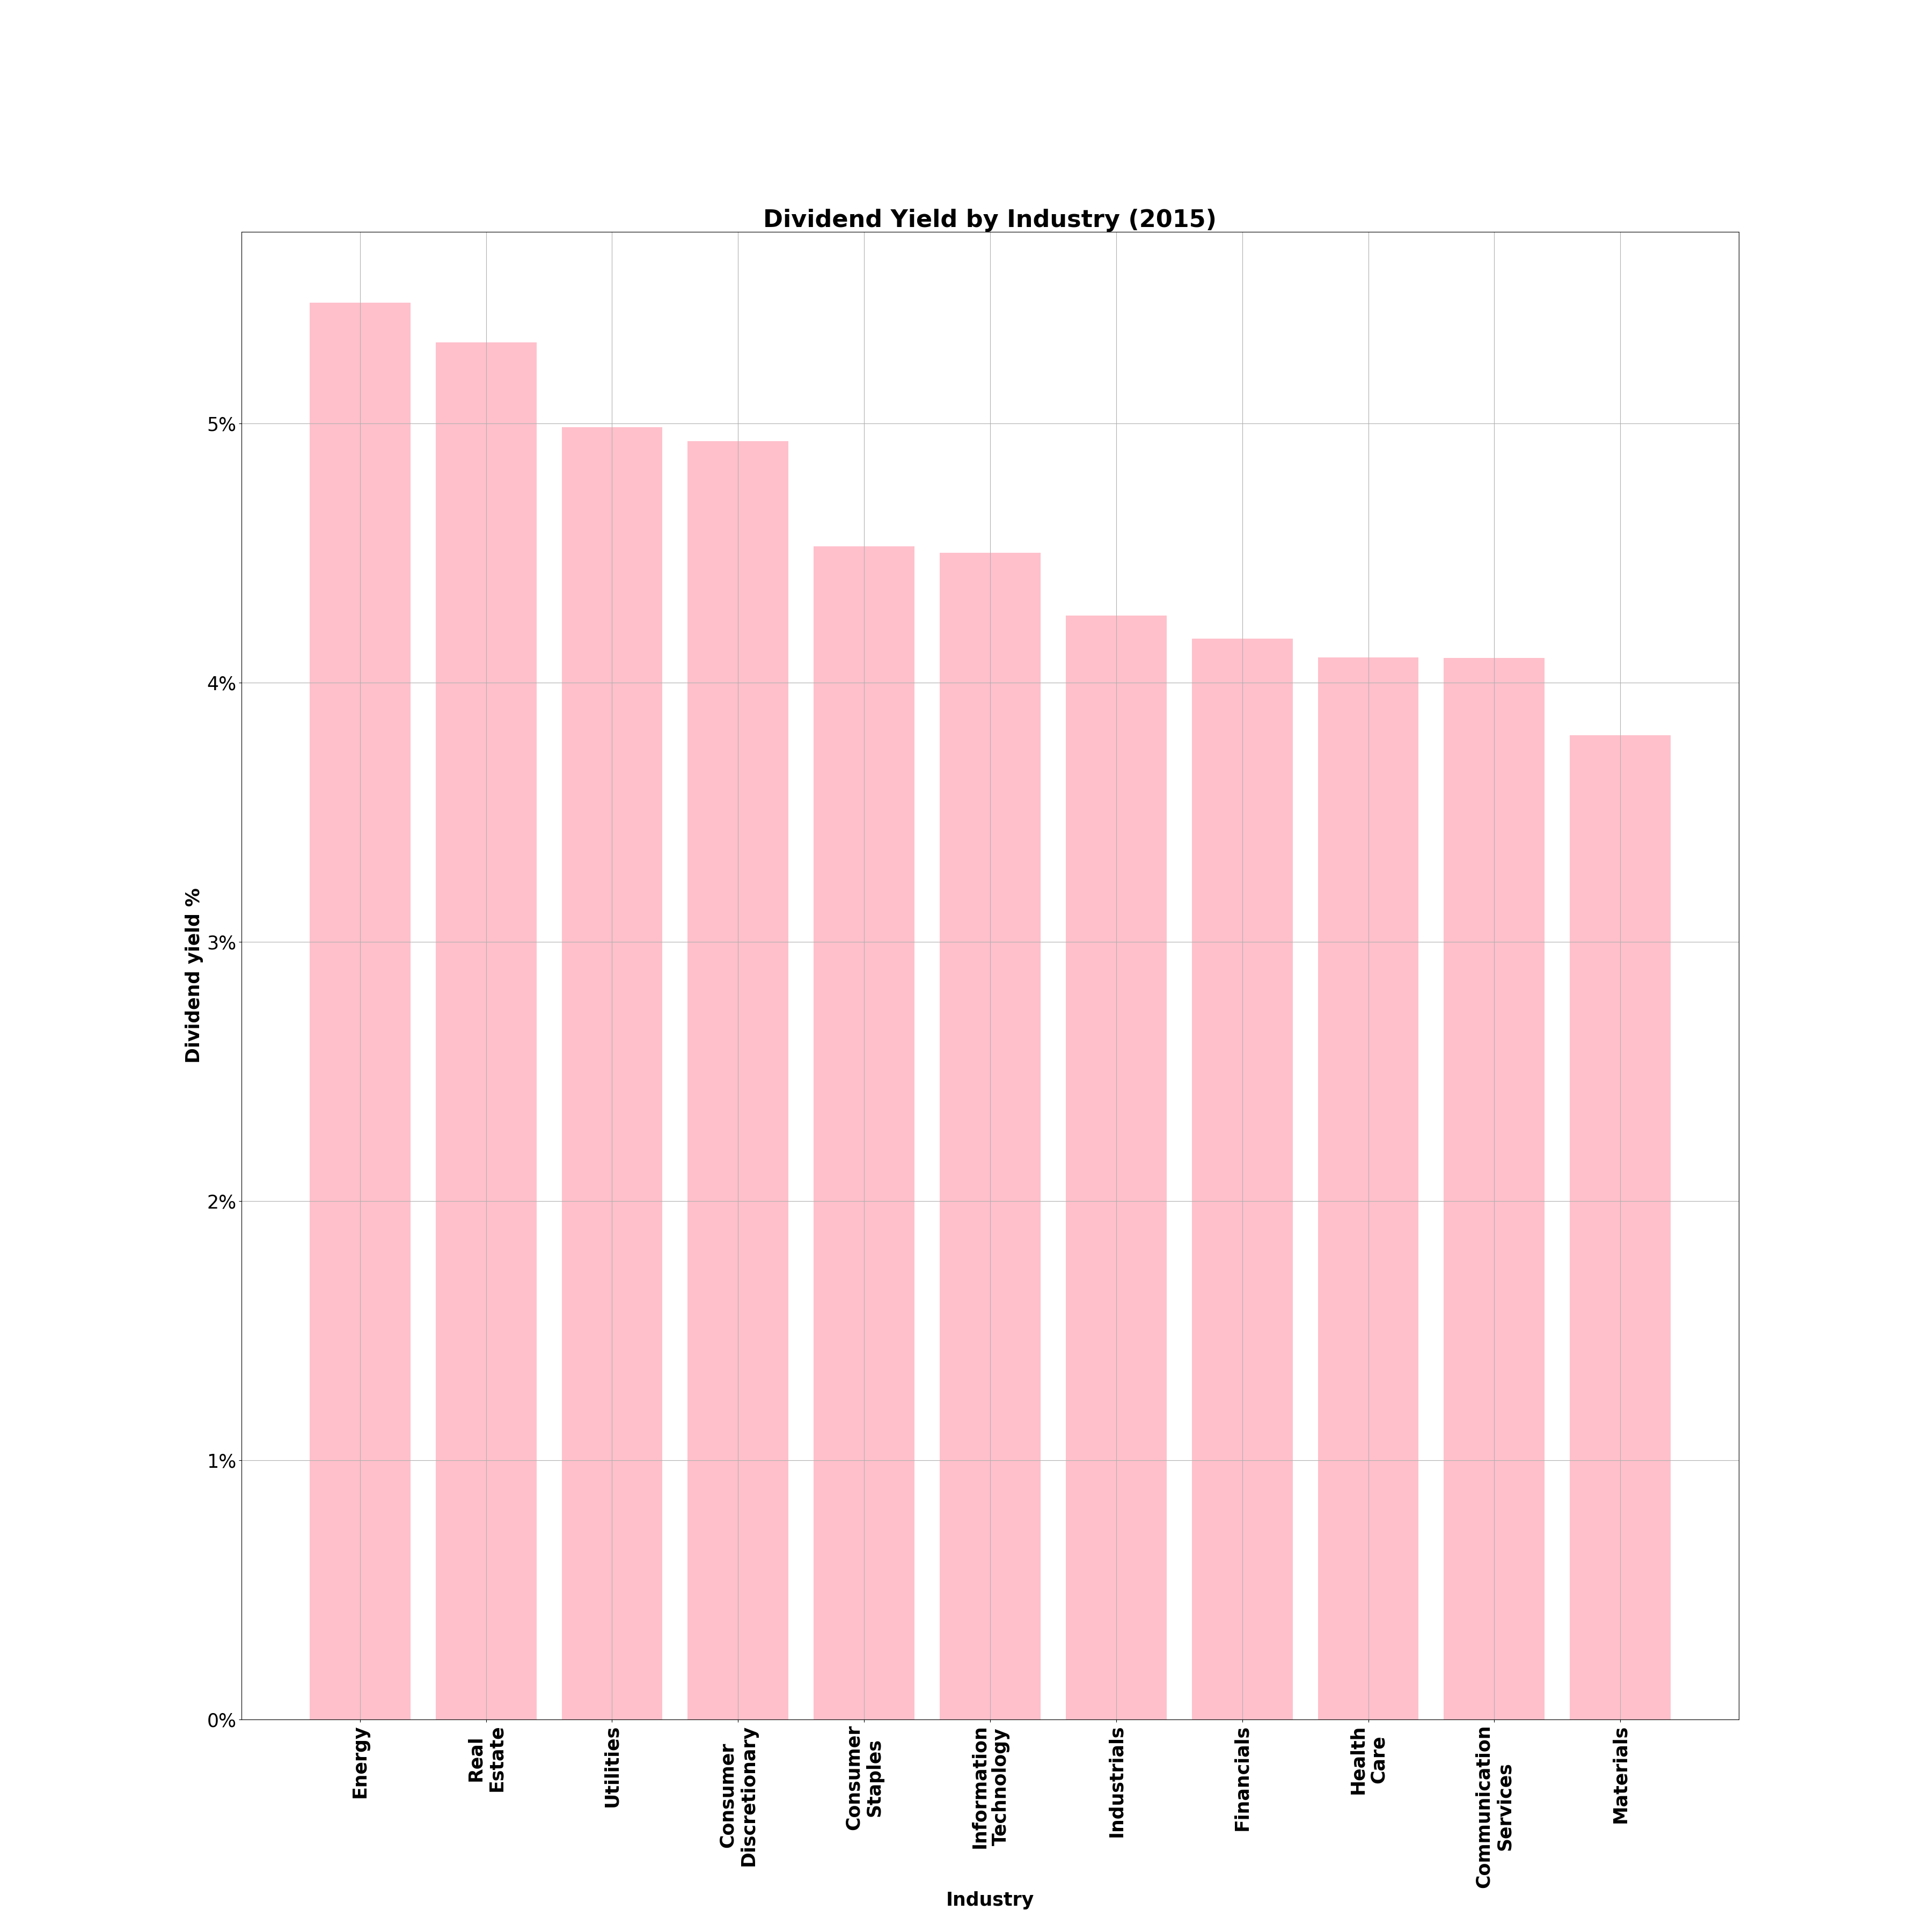 Dividend Yield by Industry (2015)
Dividend yield %
5%
4%
3%
2%
1%
0%
Energy
Real
Estate
Utilities
Consumer
Discretionary
Consumer
Staples
Information
Technology
Industrials
Financials
Health
Care
Communication
Services
Materials
Industry